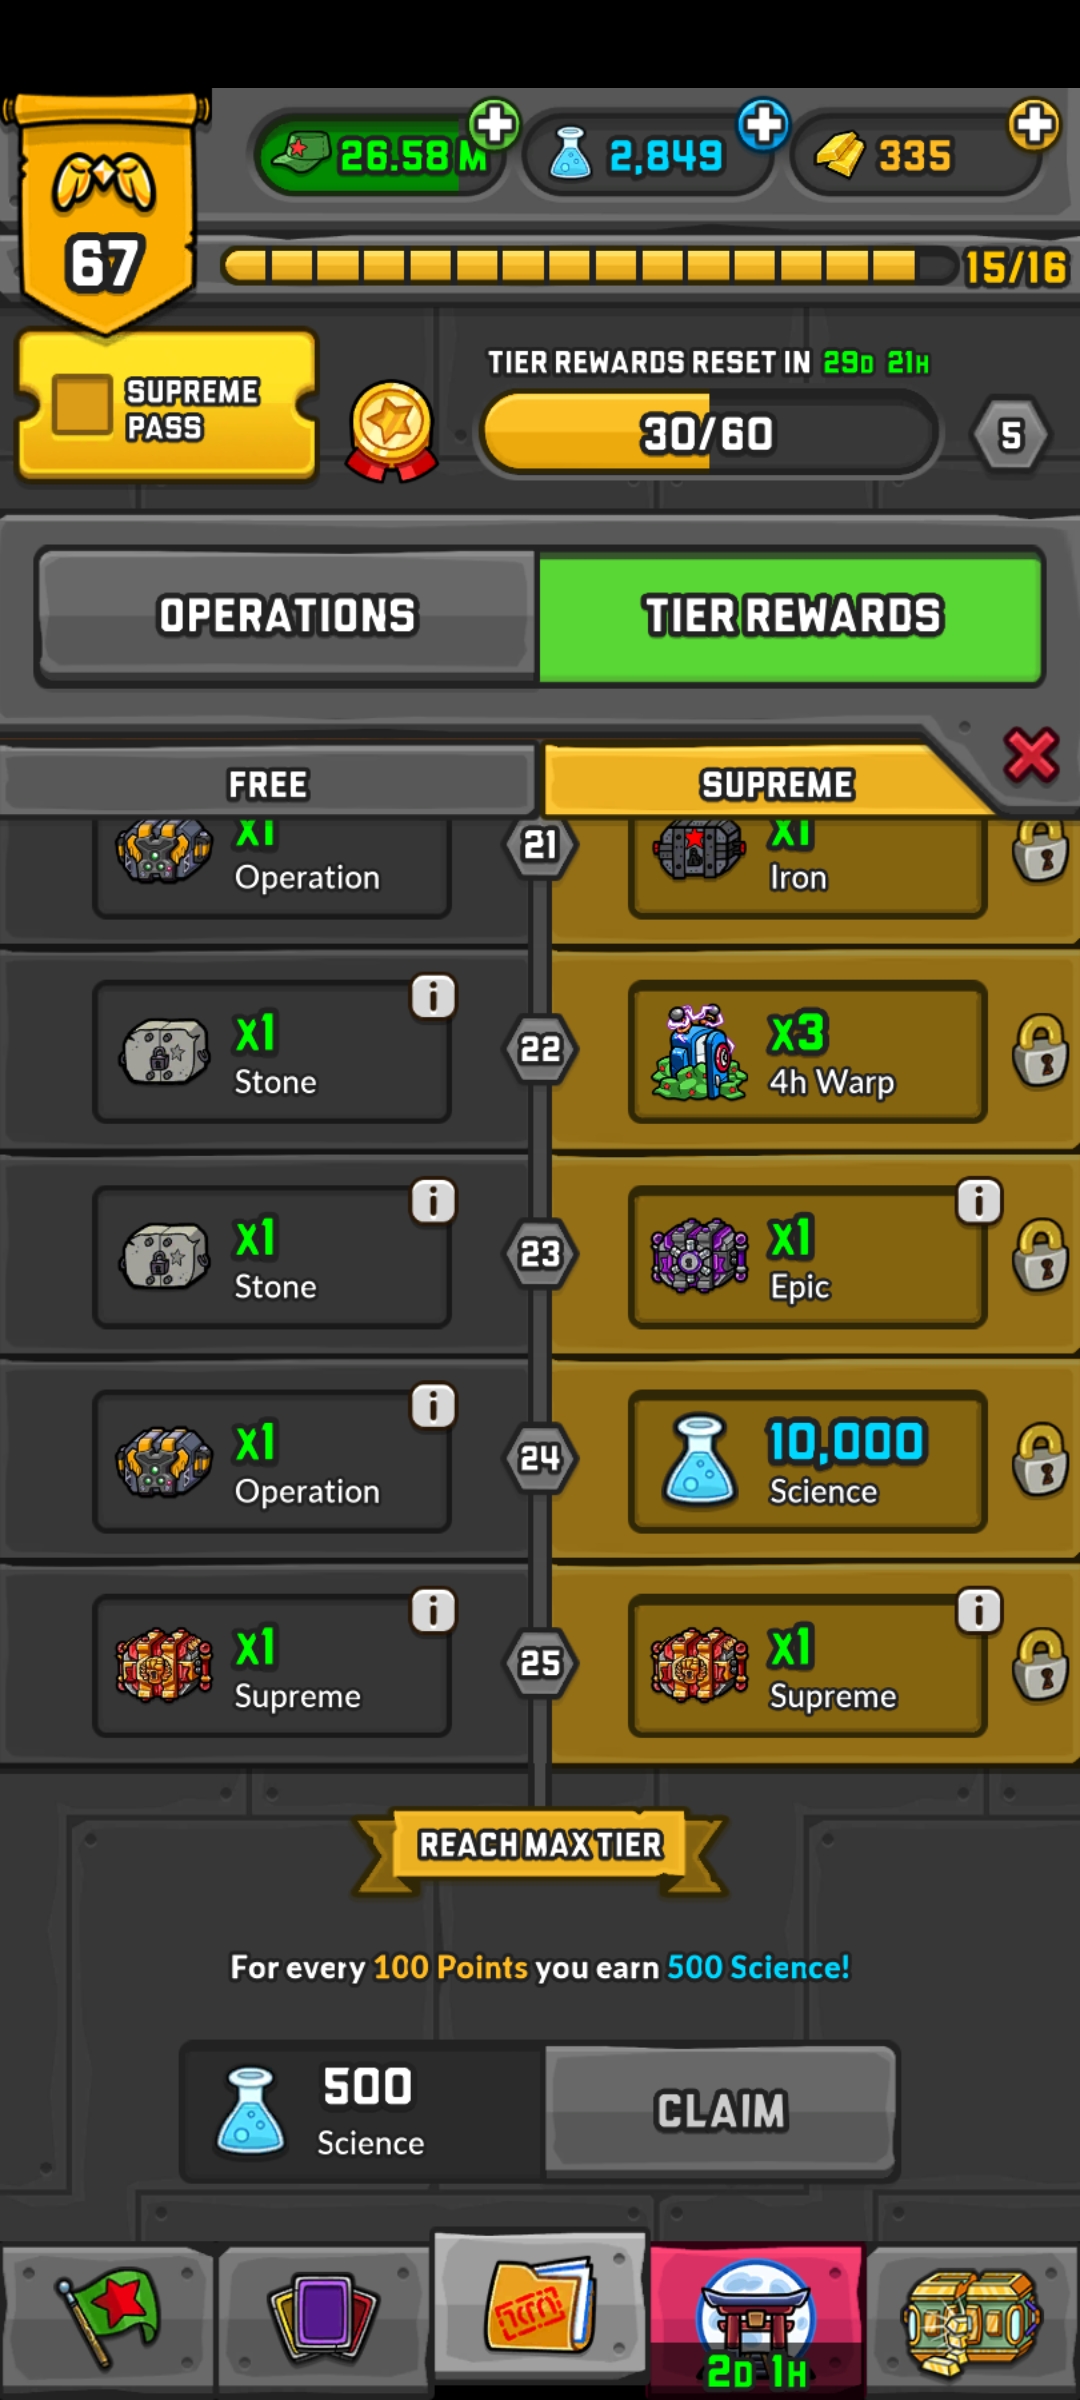 26.58M
2,849
335
67
15/16
SUPREME
PASS
TIER REWARDS RESET IN 29D 21H
30/60
5
OPERATIONS
TIER REWARDS
FREE
SUPREME
X1
Operation
21
X1
Iron
X1
Stone
22
X3
4h Warp
X1
Stone
23
X1
Epic
X1
Operation
24
10,000
Science
X1
Supreme
25
X1
Supreme
REACH MAX TIER
For every 100 Points you earn 500 Science!
500
Science
CLAIM
2D 1H